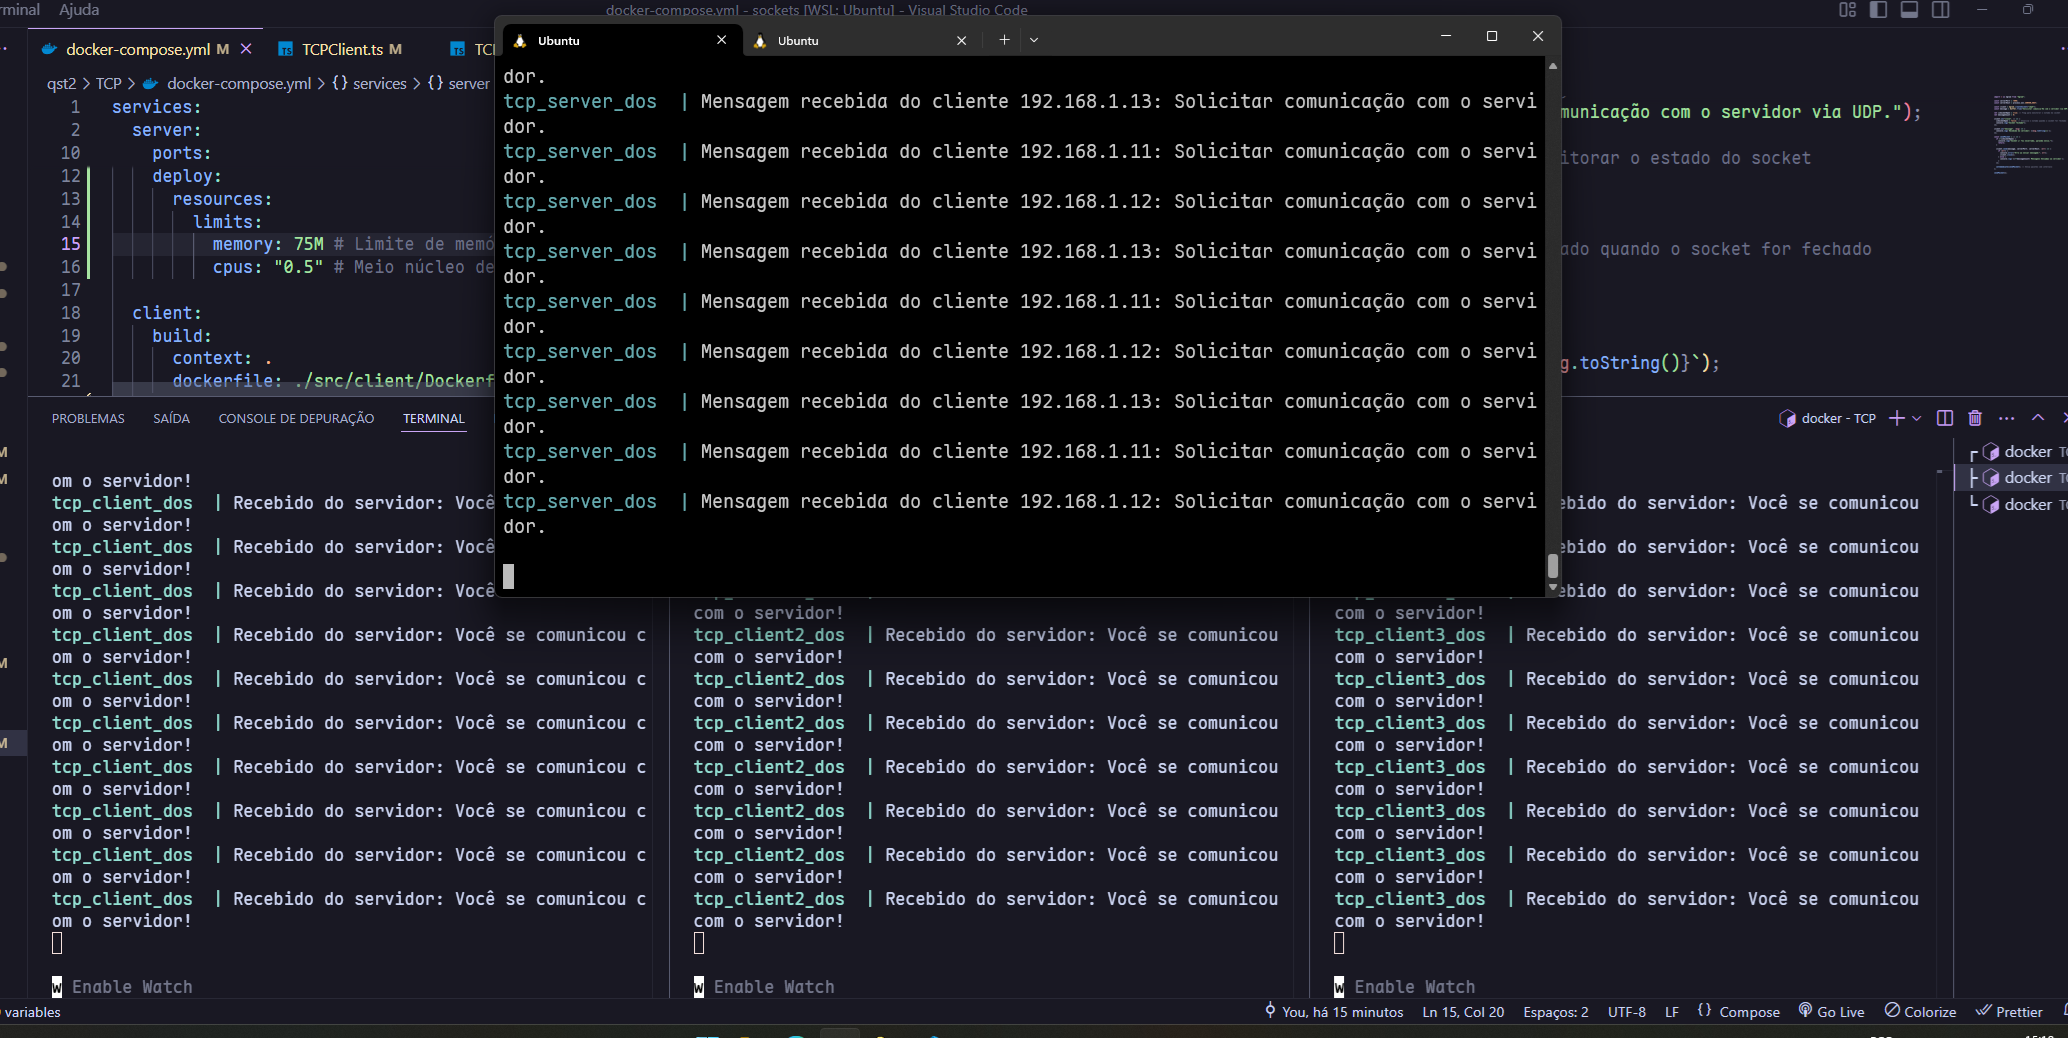 rminal Ajuda
docker-compose.yml - sockets [WSL: Ubuntu] - Visual Studio Code
docker-compose.yml M
TCPClient.ts M
qst2 > TCP > docker-compose.yml > {} services > {} server
1 services:
2 server:
10 ports:
12 deploy:
13 resources:
14 limits:
15 memory: 75M # Limite de memó
16 cpus: "0.5" # Meio núcleo de
17
18 client:
19 build:
20 context: .
21 dockerfile: ./src/client/Dockerf
municação com o servidor via UDP.");
itorar o estado do socket
ado quando o socket for fechado
g.toString()}`);
Ubuntu
Ubuntu
dor.
tcp_server_dos | Mensagem recebida do cliente 192.168.1.13: Solicitar comunicação com o servi
dor.
tcp_server_dos | Mensagem recebida do cliente 192.168.1.11: Solicitar comunicação com o servi
dor.
tcp_server_dos | Mensagem recebida do cliente 192.168.1.12: Solicitar comunicação com o servi
dor.
tcp_server_dos | Mensagem recebida do cliente 192.168.1.13: Solicitar comunicação com o servi
dor.
tcp_server_dos | Mensagem recebida do cliente 192.168.1.11: Solicitar comunicação com o servi
dor.
tcp_server_dos | Mensagem recebida do cliente 192.168.1.12: Solicitar comunicação com o servi
dor.
tcp_server_dos | Mensagem recebida do cliente 192.168.1.13: Solicitar comunicação com o servi
dor.
tcp_server_dos | Mensagem recebida do cliente 192.168.1.11: Solicitar comunicação com o servi
dor.
tcp_server_dos | Mensagem recebida do cliente 192.168.1.12: Solicitar comunicação com o servi
dor.
PROBLEMAS SAÍDA CONSOLE DE DEPURAÇÃO TERMINAL
docker - TCP
docker
docker
docker
om o servidor!
tcp_client_dos | Recebido do servidor: Você
om o servidor!
tcp_client_dos | Recebido do servidor: Você
om o servidor!
tcp_client_dos | Recebido do servidor: Você
om o servidor!
tcp_client_dos | Recebido do servidor: Você se comunicou c
om o servidor!
tcp_client_dos | Recebido do servidor: Você se comunicou c
om o servidor!
tcp_client_dos | Recebido do servidor: Você se comunicou c
om o servidor!
tcp_client_dos | Recebido do servidor: Você se comunicou c
om o servidor!
tcp_client_dos | Recebido do servidor: Você se comunicou c
om o servidor!
tcp_client_dos | Recebido do servidor: Você se comunicou c
om o servidor!
tcp_client_dos | Recebido do servidor: Você se comunicou c
om o servidor!
w Enable Watch
com o servidor!
tcp_client2_dos | Recebido do servidor: Você se comunicou
com o servidor!
tcp_client2_dos | Recebido do servidor: Você se comunicou
com o servidor!
tcp_client2_dos | Recebido do servidor: Você se comunicou
com o servidor!
tcp_client2_dos | Recebido do servidor: Você se comunicou
com o servidor!
tcp_client2_dos | Recebido do servidor: Você se comunicou
com o servidor!
tcp_client2_dos | Recebido do servidor: Você se comunicou
com o servidor!
tcp_client2_dos | Recebido do servidor: Você se comunicou
com o servidor!
w Enable Watch
ebido do servidor: Você se comunicou
ebido do servidor: Você se comunicou
ebido do servidor: Você se comunicou
com o servidor!
tcp_client3_dos | Recebido do servidor: Você se comunicou
com o servidor!
tcp_client3_dos | Recebido do servidor: Você se comunicou
com o servidor!
tcp_client3_dos | Recebido do servidor: Você se comunicou
com o servidor!
tcp_client3_dos | Recebido do servidor: Você se comunicou
com o servidor!
tcp_client3_dos | Recebido do servidor: Você se comunicou
com o servidor!
tcp_client3_dos | Recebido do servidor: Você se comunicou
com o servidor!
tcp_client3_dos | Recebido do servidor: Você se comunicou
com o servidor!
w Enable Watch
variables
You, há 15 minutos Ln 15, Col 20 Espaços: 2 UTF-8 LF {} Compose Go Live Colorize Prettier